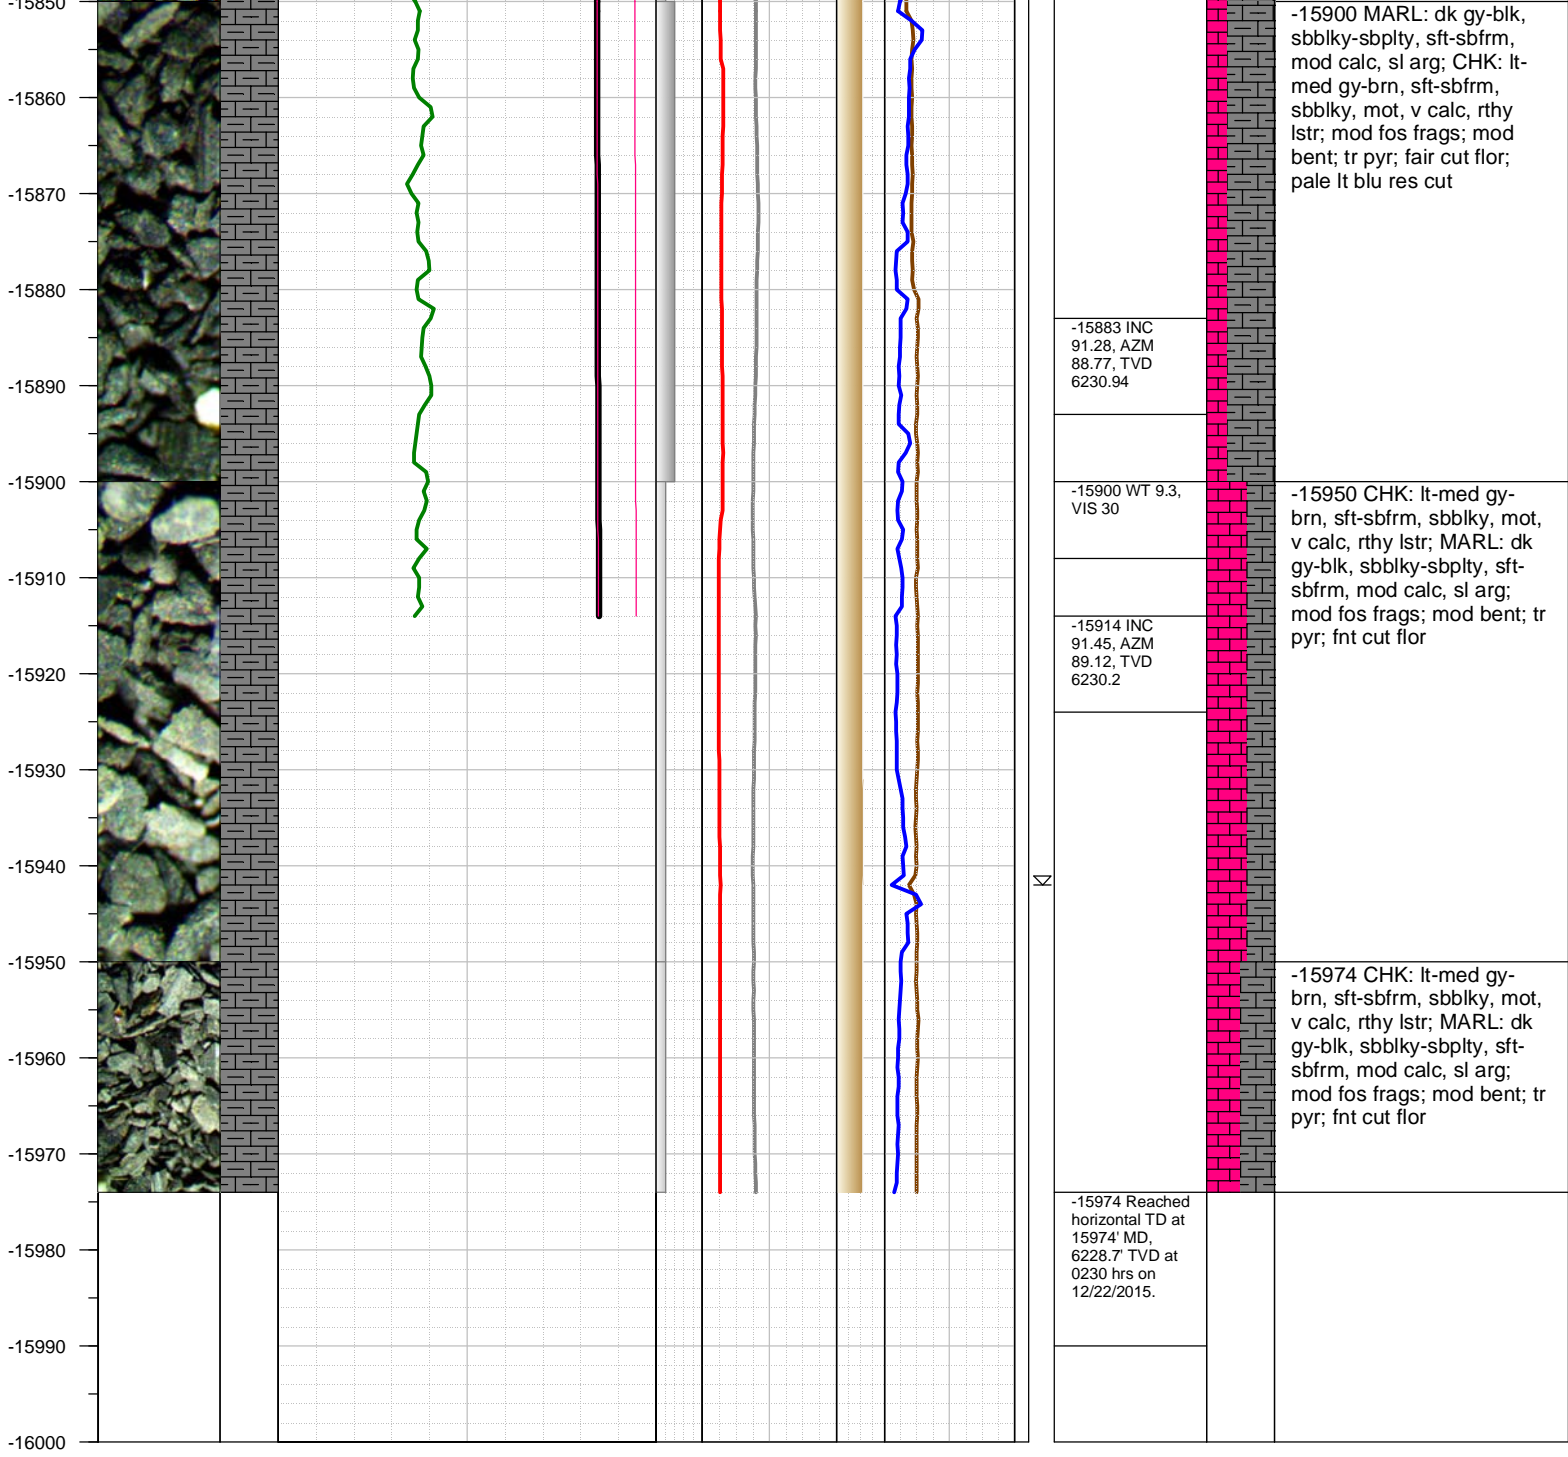 -15850
-15860
-15870
-15880
-15890
-15900
-15910
-15920
-15930
-15940
-15950
-15960
-15970
-15980
-15990
-16000
-15883 INC
91.28, AZM
88.77, TVD
6230.94
-15900 WT 9.3,
VIS 30
-15914 INC
91.45, AZM
89.12, TVD
6230.2
-15974 Reached
horizontal TD at
15974' MD,
6228.7' TVD at
0230 hrs on
12/22/2015.
-15900 MARL: dk gy-blk,
sbblky-sbplty, sft-sbfrm,
mod calc, sl arg; CHK: lt-
med gy-brn, sft-sbfrm,
sbblky, mot, v calc, rthy
lstr; mod fos frags; mod
bent; tr pyr; fair cut flor;
pale lt blu res cut
-15950 CHK: lt-med gy-
brn, sft-sbfrm, sbblky, mot,
v calc, rthy lstr; MARL: dk
gy-blk, sbblky-sbplty, sft-
sbfrm, mod calc, sl arg;
mod fos frags; mod bent; tr
pyr; fnt cut flor
-15974 CHK: lt-med gy-
brn, sft-sbfrm, sbblky, mot,
v calc, rthy lstr; MARL: dk
gy-blk, sbblky-sbplty, sft-
sbfrm, mod calc, sl arg;
mod fos frags; mod bent; tr
pyr; fnt cut flor